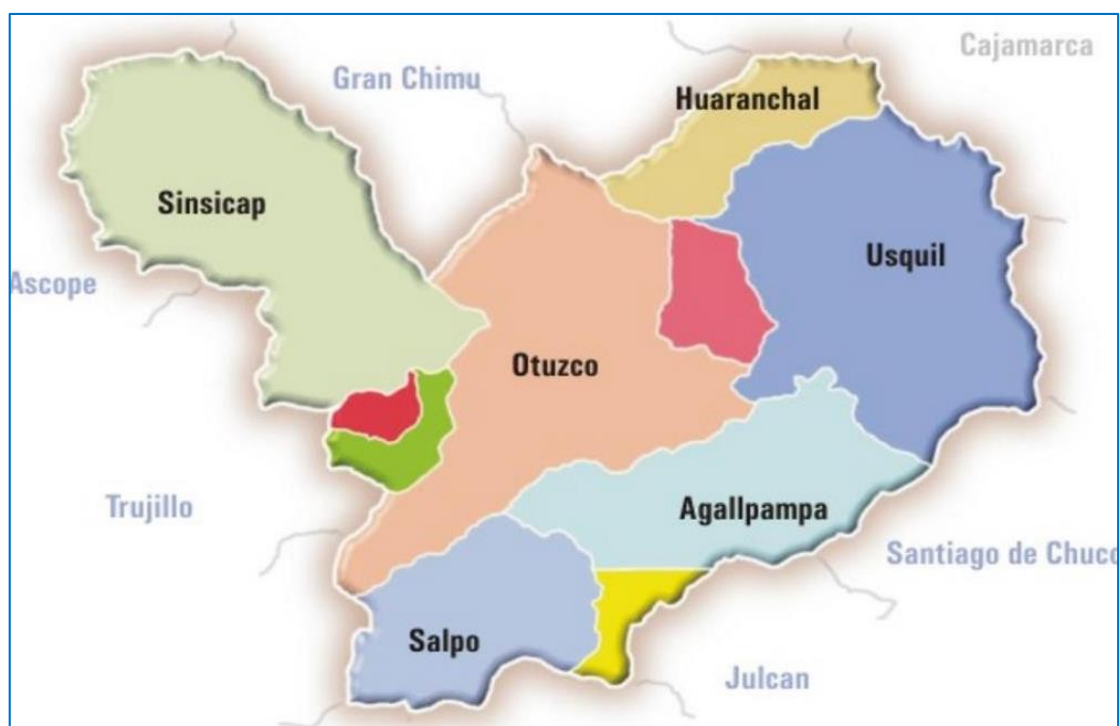 Cajamarca
Gran Chimu
Huaranchal
Sinsicap
Usquil
Ascope
Otuzco
Trujillo
Agallpampa
Santiago de Chuco
Salpo
Julcan